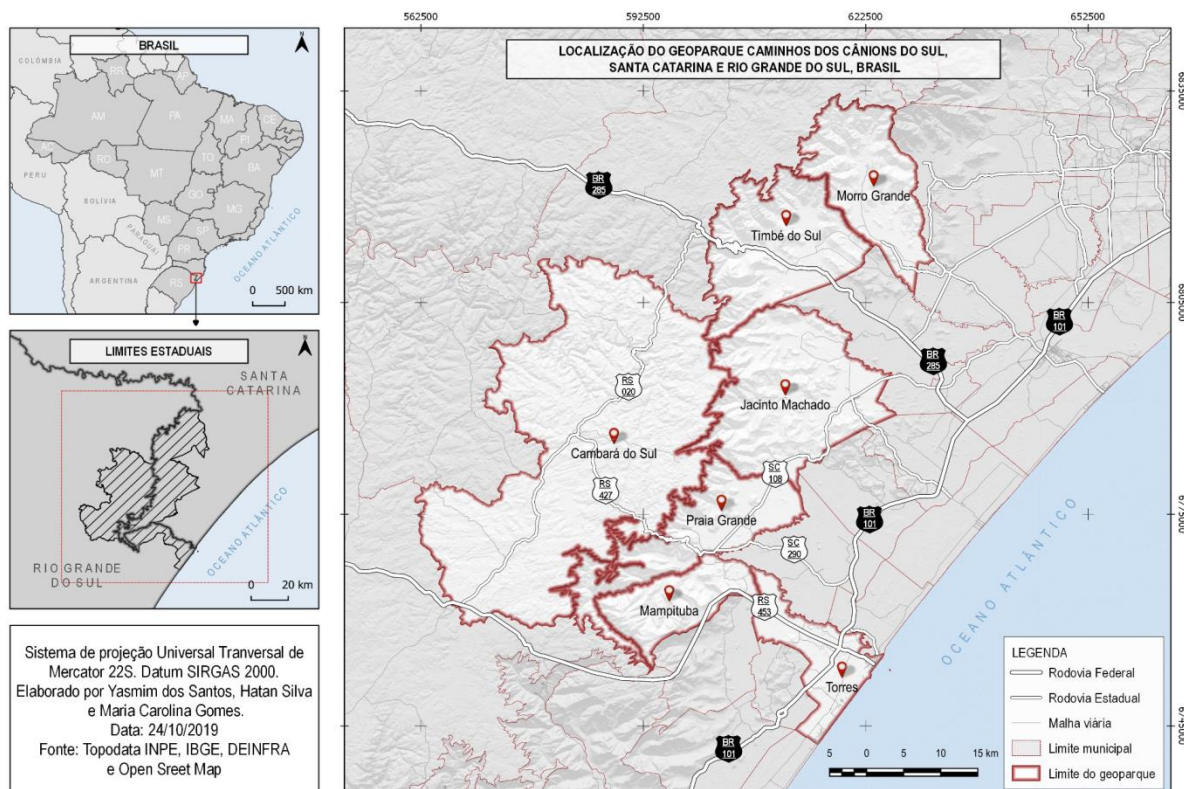 BRASIL
N
COLÓMBIA
RR
AP
AM
PA
MA
CE
PI
AC
RO
TO
BA
PERU
MT
BOLÍVIA
GO
MG
MS
SP
PARAGUAI
PR
ARGENTINA
RS
OCEANO ATLÂNTICO
0 500 km
LIMITES ESTADUAIS
N
SANTA
CATARINA
RIO GRANDE
DO SUL
OCEANO ATLÂNTICO
0 20 km
Sistema de projeção Universal Tranversal de
Mercator 22S. Datum SIRGAS 2000.
Elaborado por Yasmim dos Santos, Hatan Silva
e Maria Carolina Gomes.
Data: 24/10/2019
Fonte: Topodata INPE, IBGE, DEINFRA
e Open Sreet Map
562500 592500 622500 652500
LOCALIZAÇÃO DO GEOPARQUE CAMINHOS DOS CÂNIONS DO SUL,
SANTA CATARINA E RIO GRANDE DO SUL, BRASIL
N
BR
285
Morro Grande
Timbé do Sul
BR
101
BR
285
RS
020
Jacinto Machado
Cambará do Sul
SC
108
RS
427
Praia Grande
BR
101
SC
290
Mampituba
RS
453
Torres
BR
101
OCEANO ATLÂNTICO
5 0 5 10 15 km
LEGENDA
Rodovia Federal
Rodovia Estadual
Malha viária
Limite municipal
Limite do geoparque